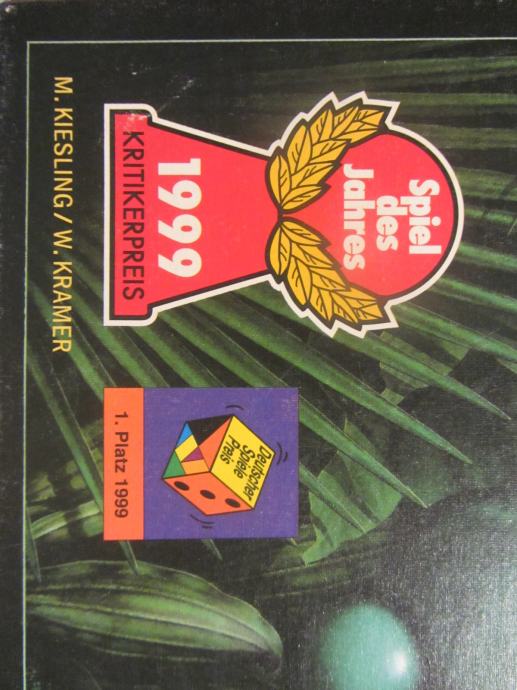 Spiel
des
Jahres
1999
KRITIKERPREIS
Deutscher
Spiele
Preis
1. Platz 1999
M. KIESLING / W. KRAMER